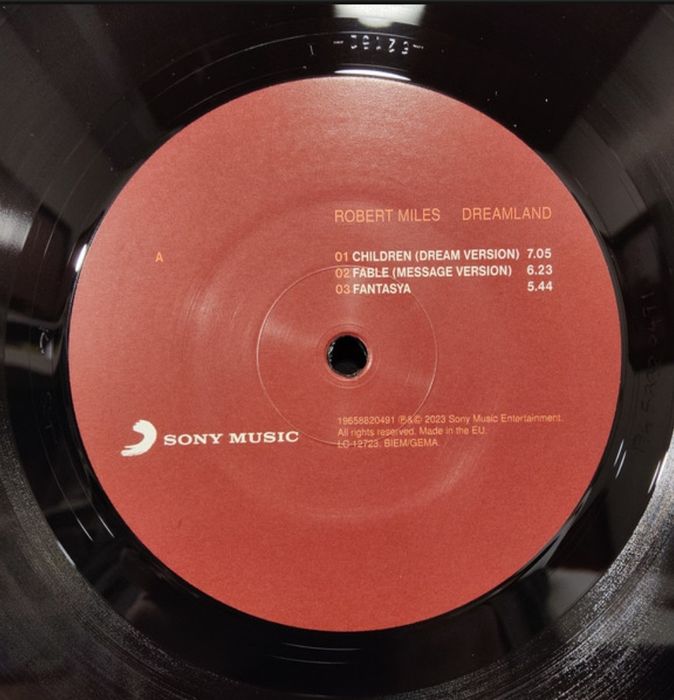 ROBERT MILES DREAMLAND
A
01 CHILDREN (DREAM VERSION) 7.05
02 FABLE (MESSAGE VERSION) 6.23
03 FANTASYA 5.44
SONY MUSIC
19658820491 Ⓟ&© 2023 Sony Music Entertainment.
All rights reserved. Made in the EU.
LC 12723. BIEM/GEMA.